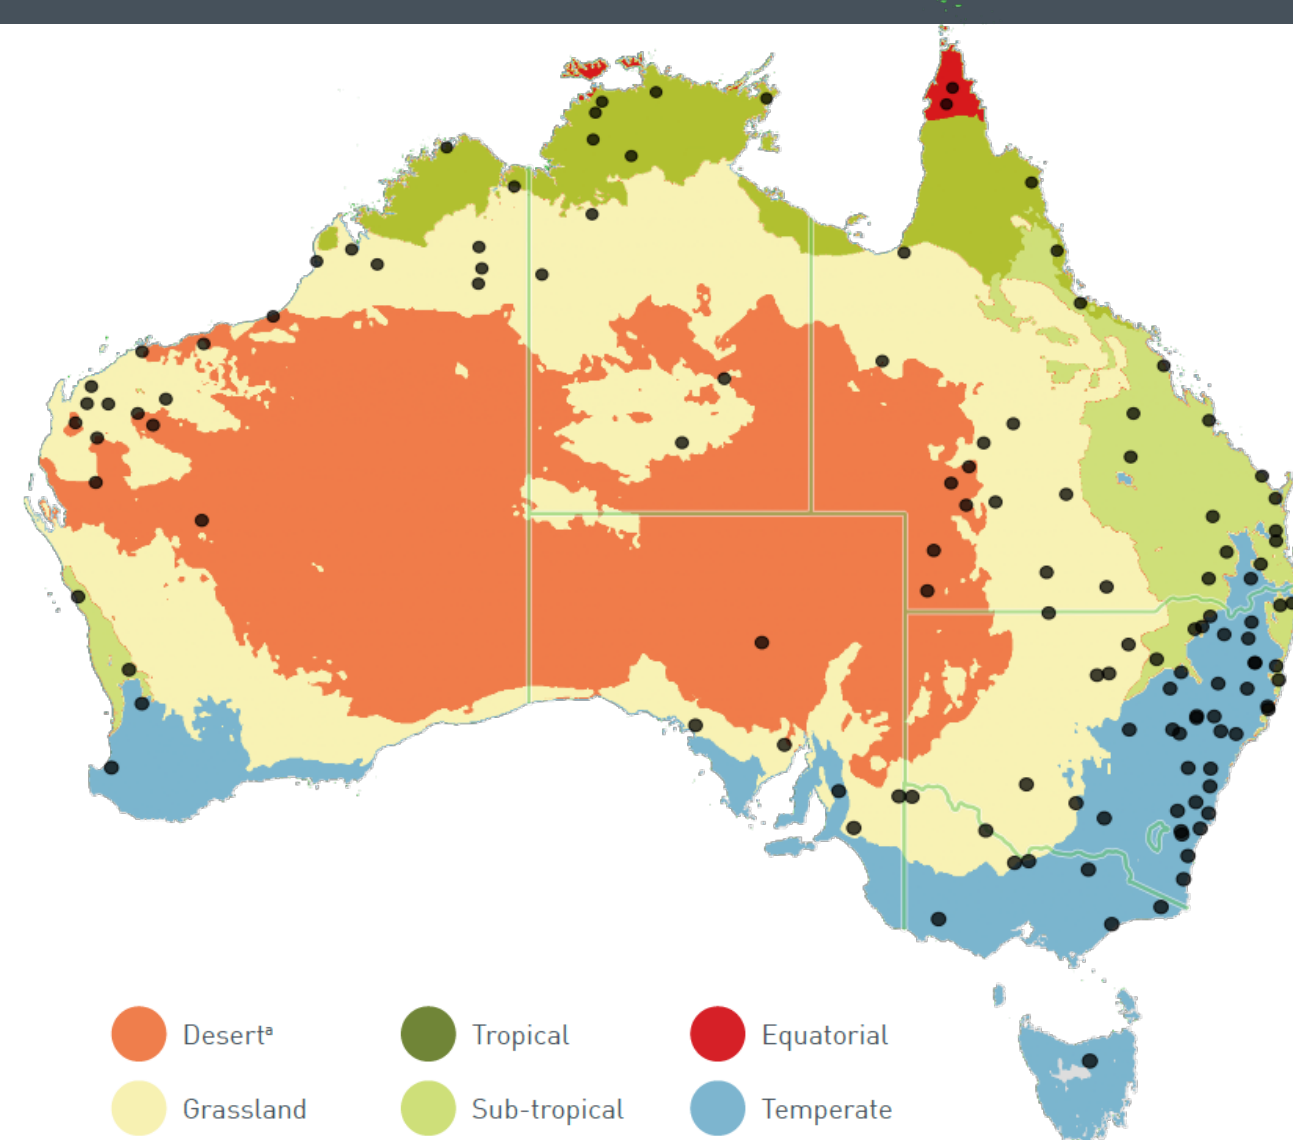 Desertᵃ
Tropical
Equatorial
Grassland
Sub-tropical
Temperate